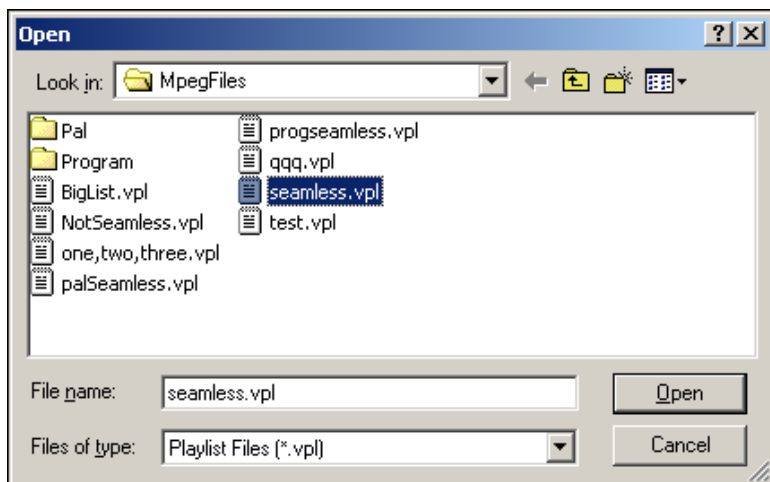 Open
Look in: MpegFiles
Pal
Program
BigList.vpl
NotSeamless.vpl
one,two,three.vpl
palSeamless.vpl
progseamless.vpl
qqq.vpl
seamless.vpl
test.vpl
File name: seamless.vpl Open
Files of type: Playlist Files (*.vpl) Cancel